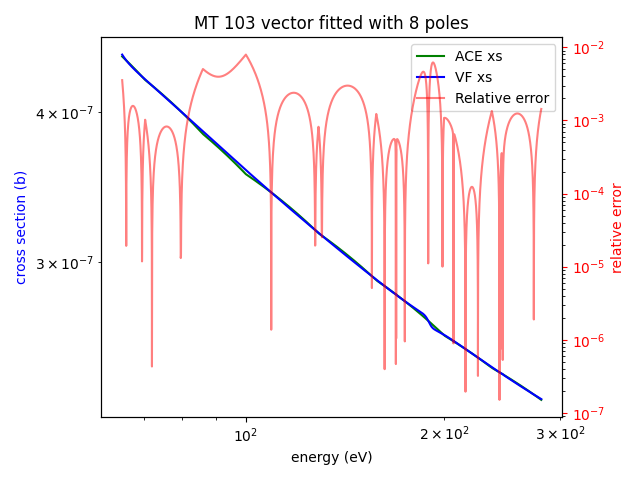 MT 103 vector fitted with 8 poles
ACE xs
VF xs
Relative error
cross section (b)
4 × 10⁻⁷
3 × 10⁻⁷
10⁻²
10⁻³
10⁻⁴
10⁻⁵
10⁻⁶
10⁻⁷
relative error
10²
2 × 10²
3 × 10²
energy (eV)